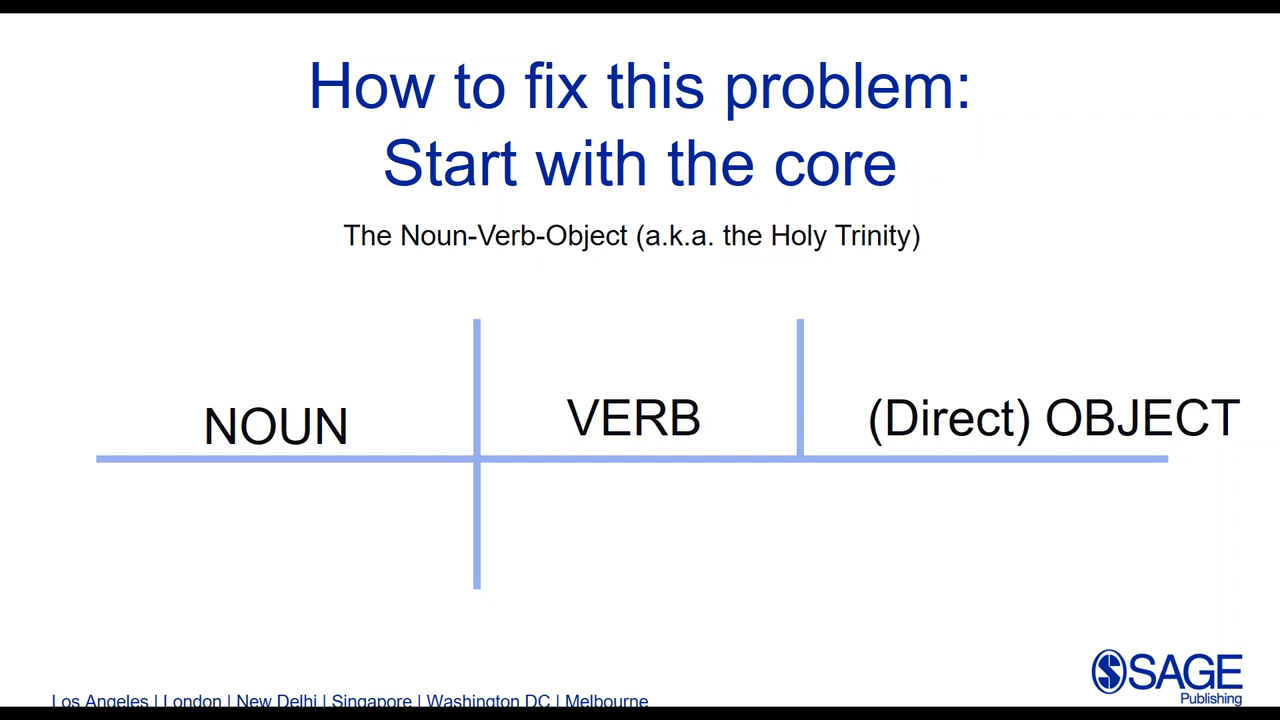 How to fix this problem:
Start with the core
The Noun-Verb-Object (a.k.a. the Holy Trinity)
NOUN
VERB
(Direct) OBJECT
SAGE
Publishing
Los Angeles | London | New Delhi | Singapore | Washington DC | Melbourne